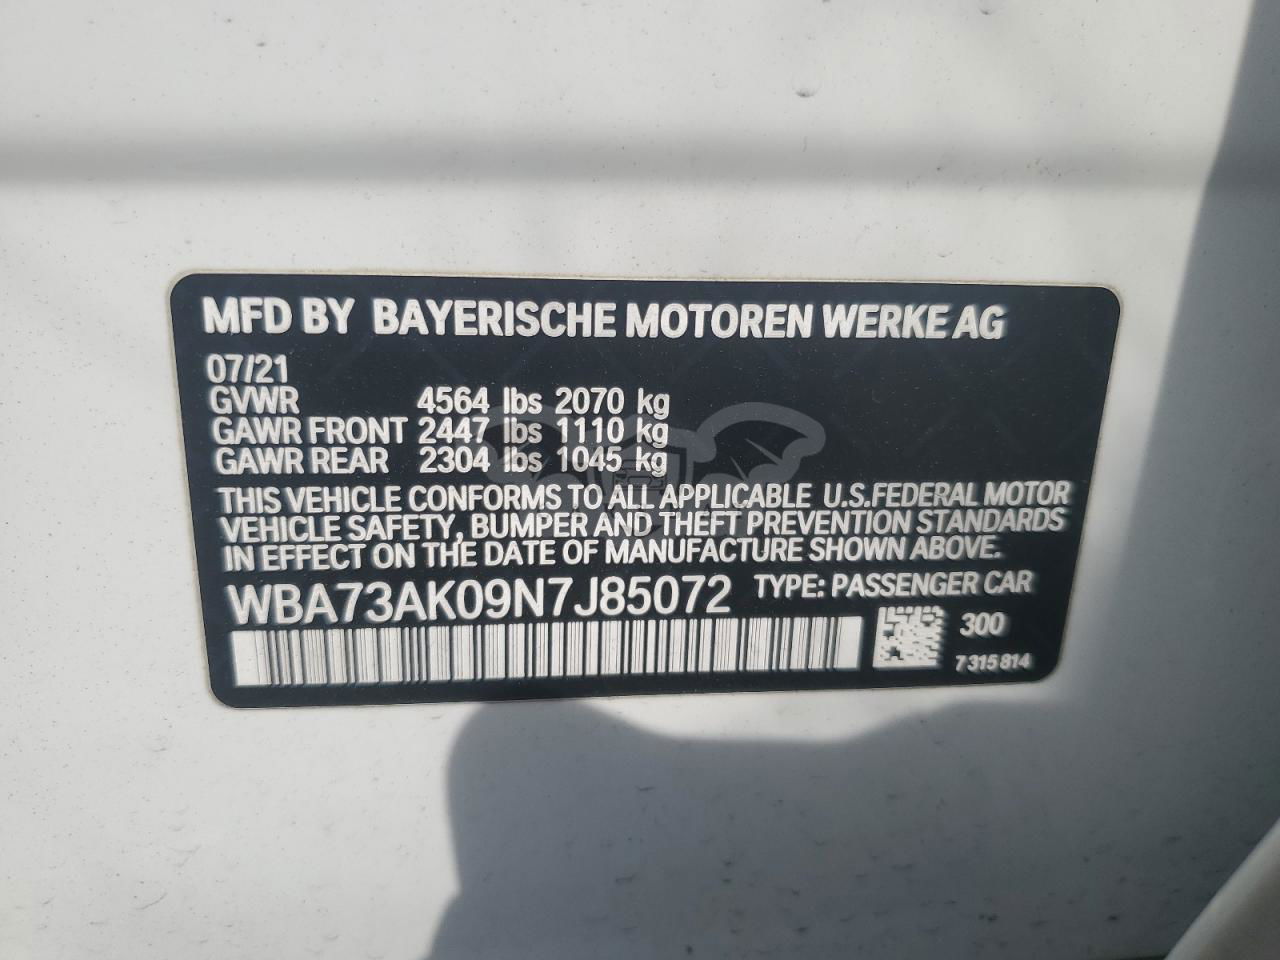 MFD BY BAYERISCHE MOTOREN WERKE AG
07/21
GVWR 4564 lbs 2070 kg
GAWR FRONT 2447 lbs 1110 kg
GAWR REAR 2304 lbs 1045 kg
THIS VEHICLE CONFORMS TO ALL APPLICABLE U.S.FEDERAL MOTOR
VEHICLE SAFETY, BUMPER AND THEFT PREVENTION STANDARDS
IN EFFECT ON THE DATE OF MANUFACTURE SHOWN ABOVE.
WBA73AK09N7J85072 TYPE: PASSENGER CAR
300
7 315 814